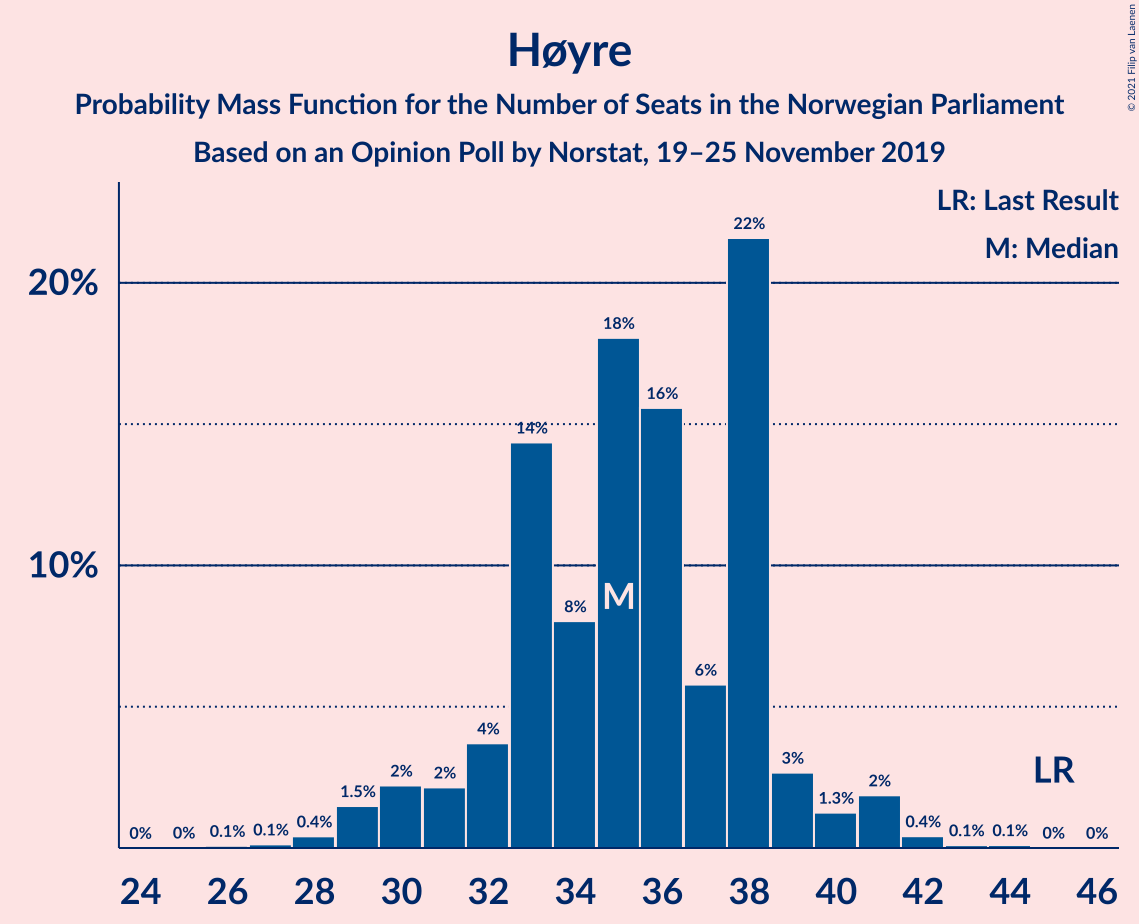 Høyre
Probability Mass Function for the Number of Seats in the Norwegian Parliament
Based on an Opinion Poll by Norstat, 19–25 November 2019
© 2021 Filip van Laenen
LR: Last Result
M: Median
20%
10%
0%
0%
0.1%
0.1%
0.4%
1.5%
2%
2%
4%
14%
8%
18%
16%
6%
22%
3%
1.3%
2%
0.4%
0.1%
0.1%
0%
0%
M
LR
24 26 28 30 32 34 36 38 40 42 44 46